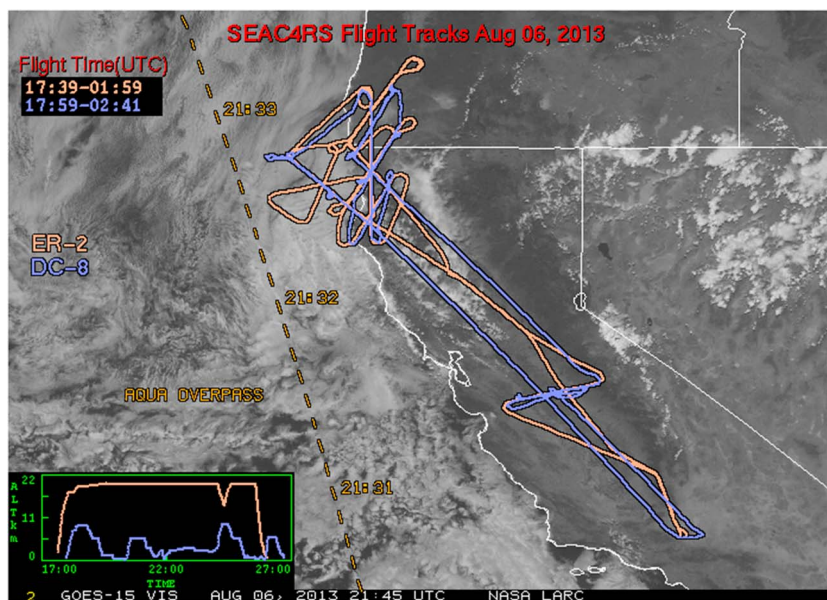 SEAC4RS Flight Tracks Aug 06, 2013
Flight Time(UTC)
17:39-01:59
17:59-02:41
21:33
ER-2
DC-8
21:32
AQUA OVERPASS
21:31
ALT km
22
11
0
17:00 22:00 27:00
TIME
2 GOES-15 VIS AUG 06, 2013 21:45 UTC NASA LARC